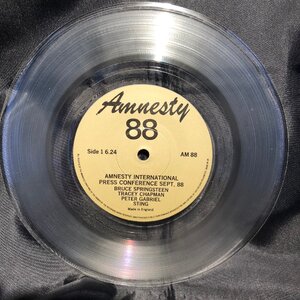 Amnesty
88
Side 1 6.24 AM 88
AMNESTY INTERNATIONAL
PRESS CONFERENCE SEPT. 88
BRUCE SPRINGSTEEN
TRACEY CHAPMAN
PETER GABRIEL
STING
Made in England